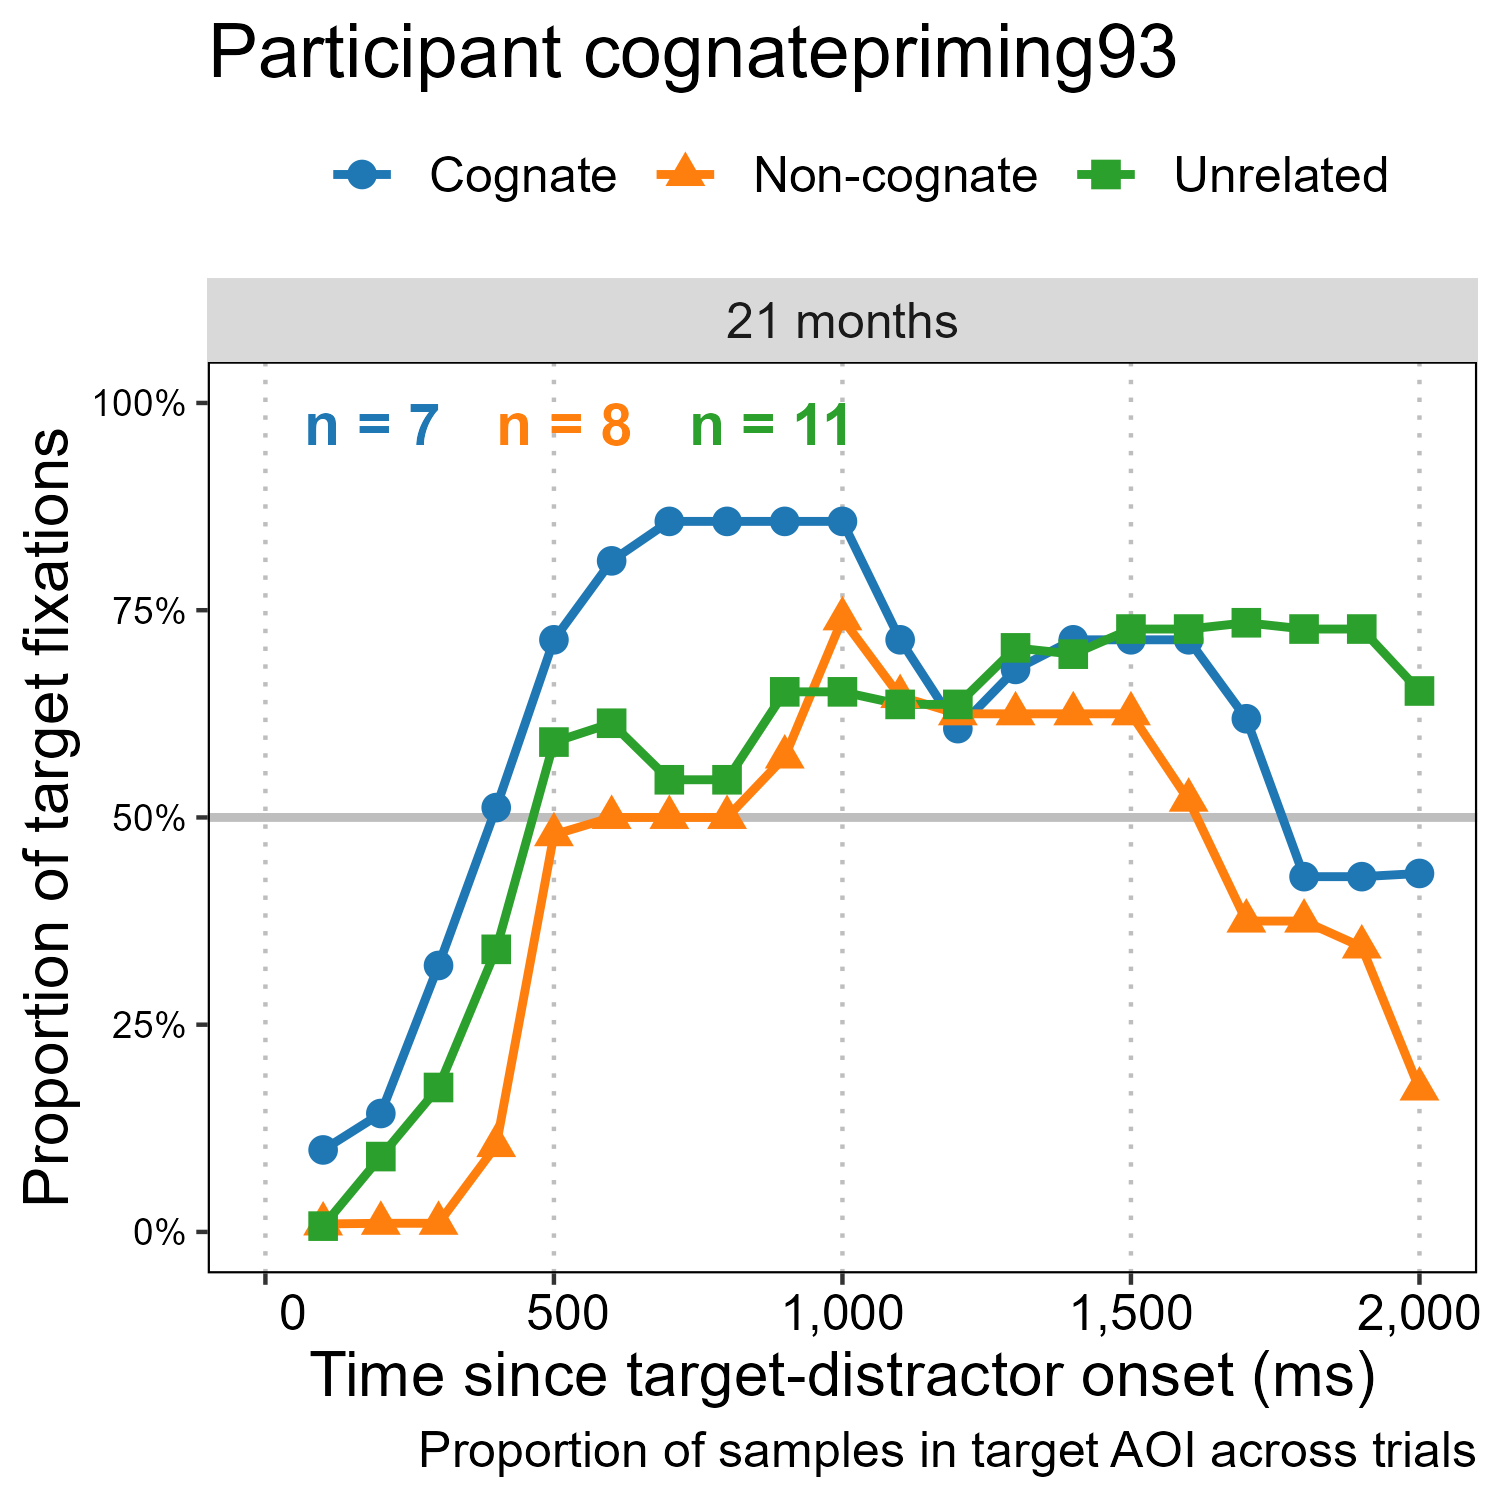 Participant cognatepriming93
Cognate Non-cognate Unrelated
21 months
n = 7 n = 8 n = 11
100%
75%
50%
25%
0%
Proportion of target fixations
0 500 1,000 1,500 2,000
Time since target-distractor onset (ms)
Proportion of samples in target AOI across trials